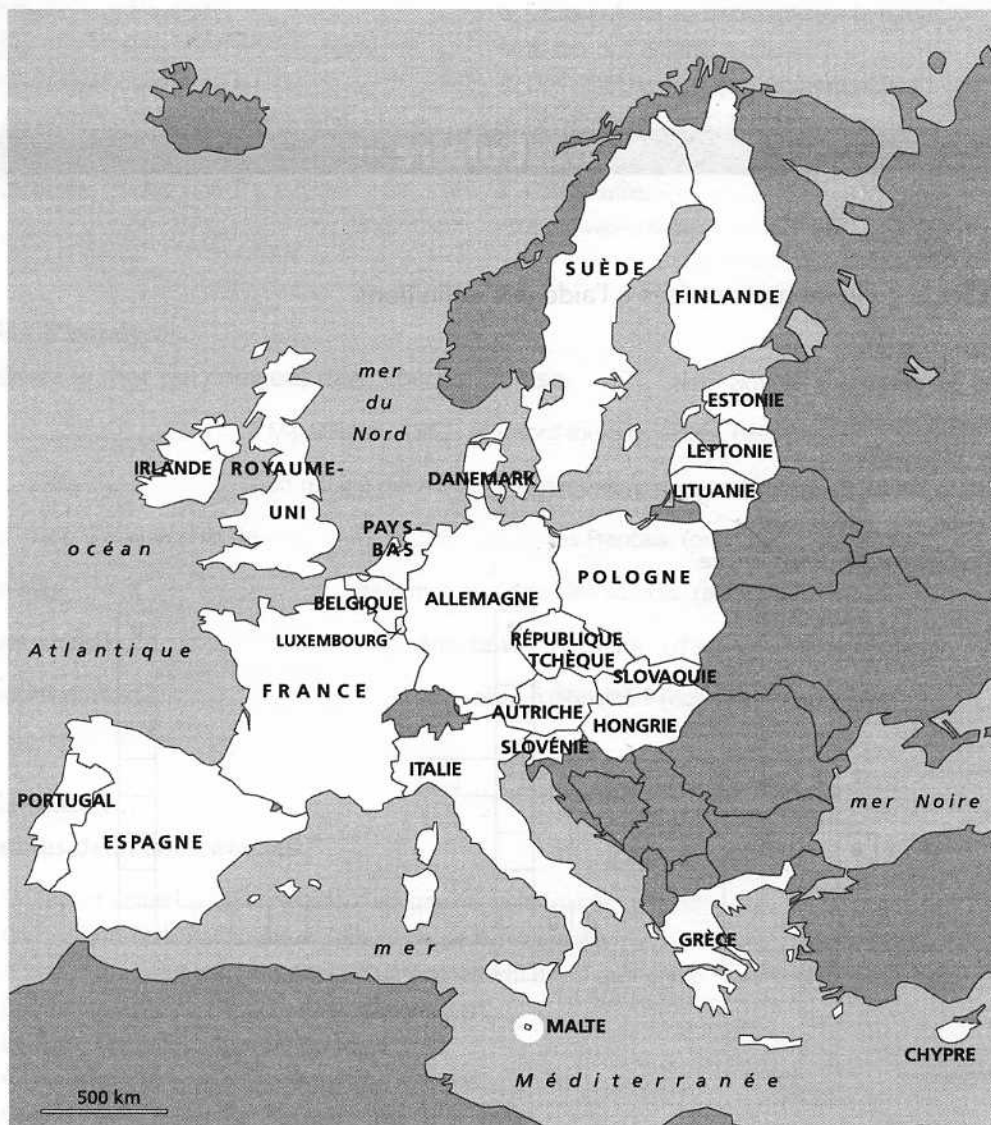 SUÈDE
FINLANDE
mer
du
Nord
ESTONIE
LETTONIE
IRLANDE
ROYAUME-
UNI
DANEMARK
LITUANIE
océan
PAYS-
BAS
POLOGNE
BELGIQUE
ALLEMAGNE
LUXEMBOURG
RÉPUBLIQUE
TCHÈQUE
Atlantique
SLOVAQUIE
FRANCE
AUTRICHE
HONGRIE
SLOVÉNIE
ITALIE
PORTUGAL
mer Noire
ESPAGNE
GRÈCE
mer
MALTE
CHYPRE
Méditerranée
500 km